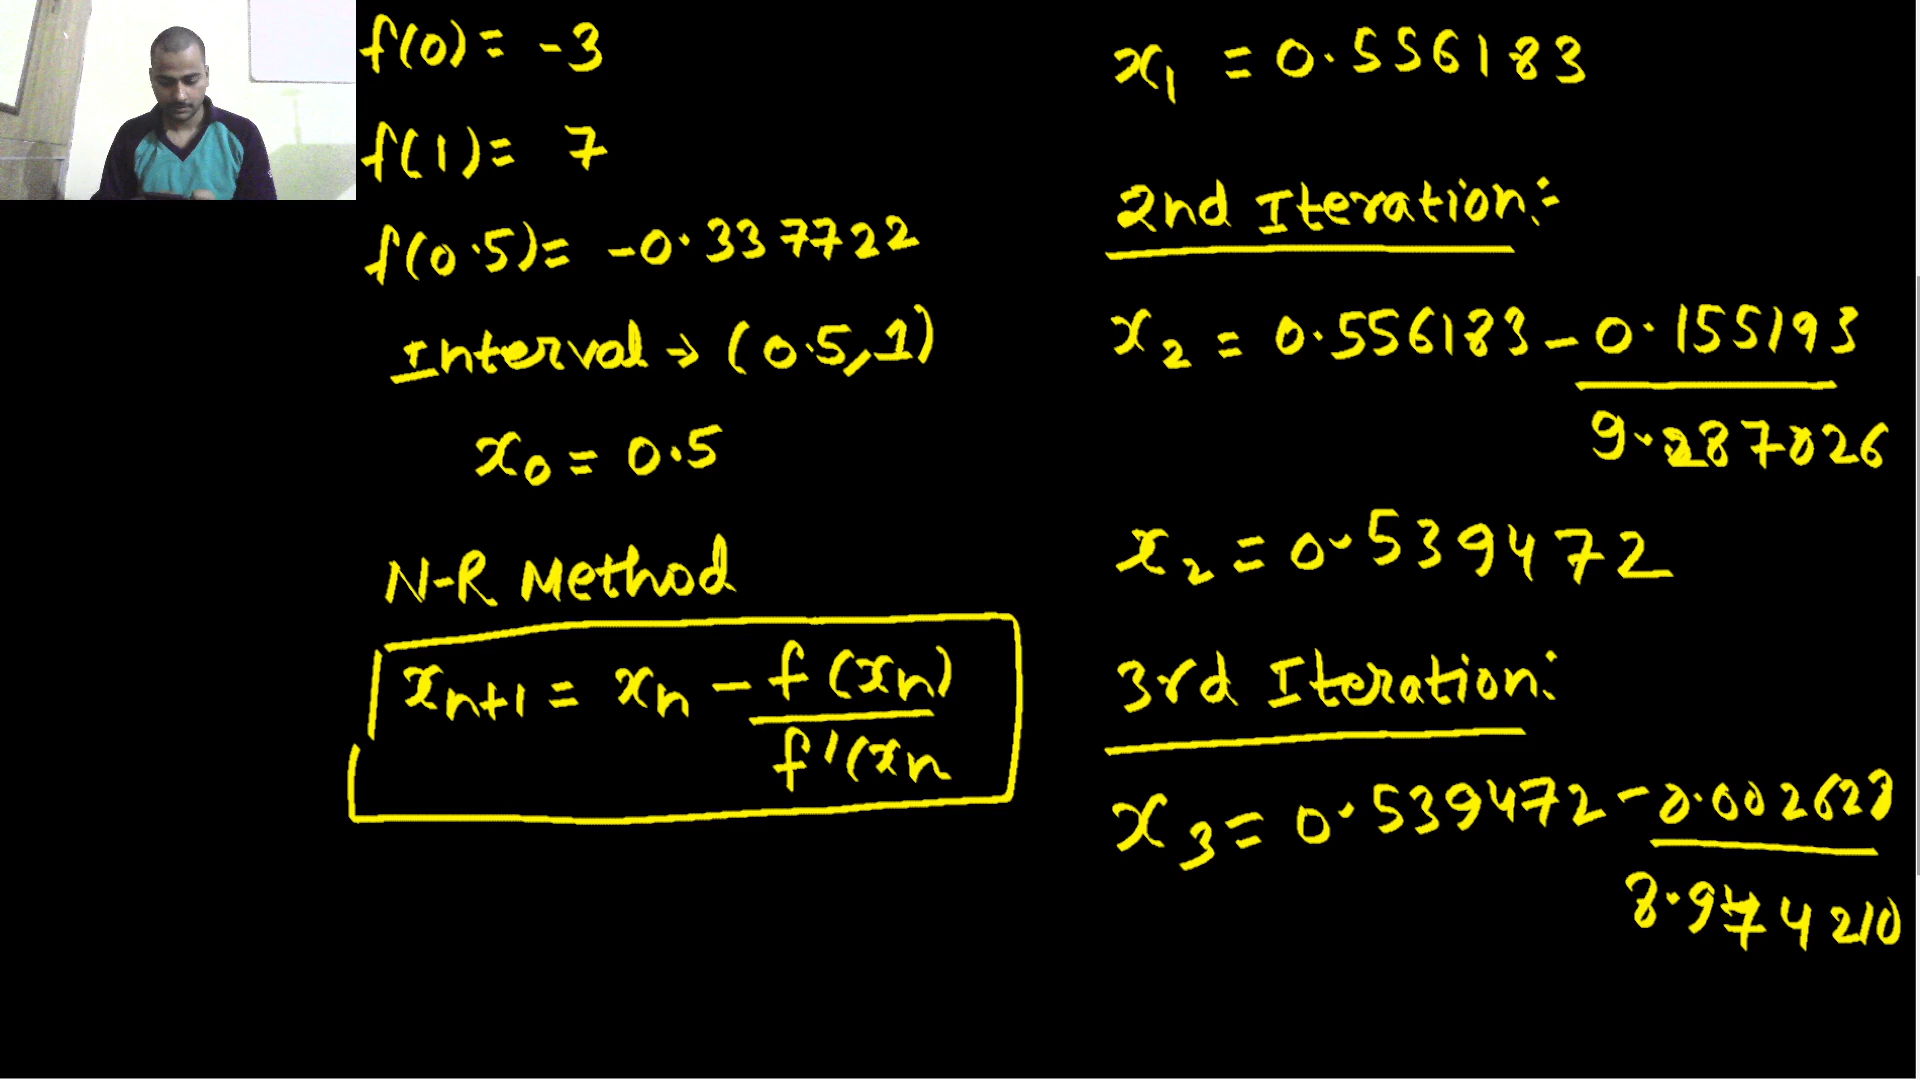 f(0) = -3
f(1) = 7
f(0.5) = -0.337722
Interval → (0.5, 1)
x₀ = 0.5
N-R Method
xₙ₊₁ = xₙ - f(xₙ)
f'(xₙ
x₁ = 0.556183
2nd Iteration:-
x₂ = 0.556183 - 0.155193
9.287026
x₂ = 0.539472
3rd Iteration:
x₃ = 0.539472 - 0.002623
8.974210